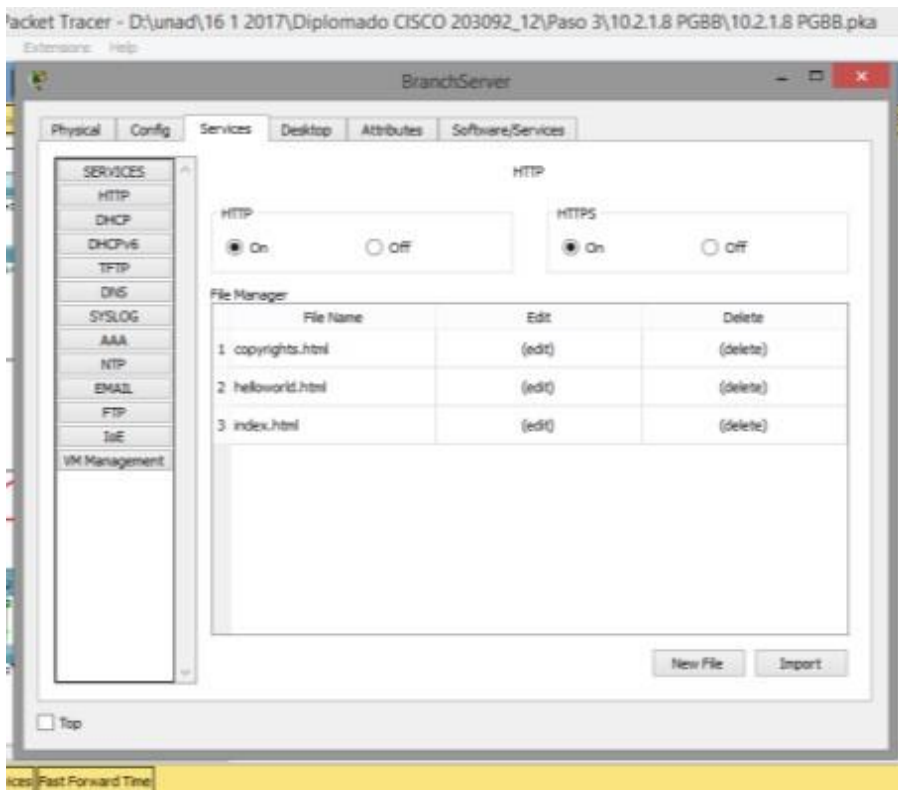 Packet Tracer - D:\unad\16 1 2017\Diplomado CISCO 203092_12\Paso 3\10.2.1.8 PGBB\10.2.1.8 PGBB.pka
Extensions Help
BranchServer
Physical Config Services Desktop Attributes Software/Services
SERVICES
HTTP
DHCP
DHCPv6
TFTP
DNS
SYSLOG
AAA
NTP
EMAIL
FTP
IoE
VM Management
HTTP
HTTP
On Off
HTTPS
On Off
File Manager
File Name Edit Delete
1 copyrights.html (edit) (delete)
2 helloworld.html (edit) (delete)
3 index.html (edit) (delete)
New File Import
Top
Fast Forward Time